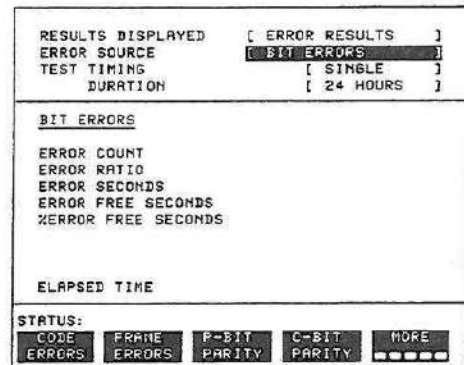 RESULTS DISPLAYED [ ERROR RESULTS ]
ERROR SOURCE [ BIT ERRORS ]
TEST TIMING [ SINGLE ]
DURATION [ 24 HOURS ]
BIT ERRORS
ERROR COUNT
ERROR RATIO
ERROR SECONDS
ERROR FREE SECONDS
%ERROR FREE SECONDS
ELAPSED TIME
STATUS:
CODE FRAME P-BIT C-BIT MORE
ERRORS ERRORS PARITY PARITY